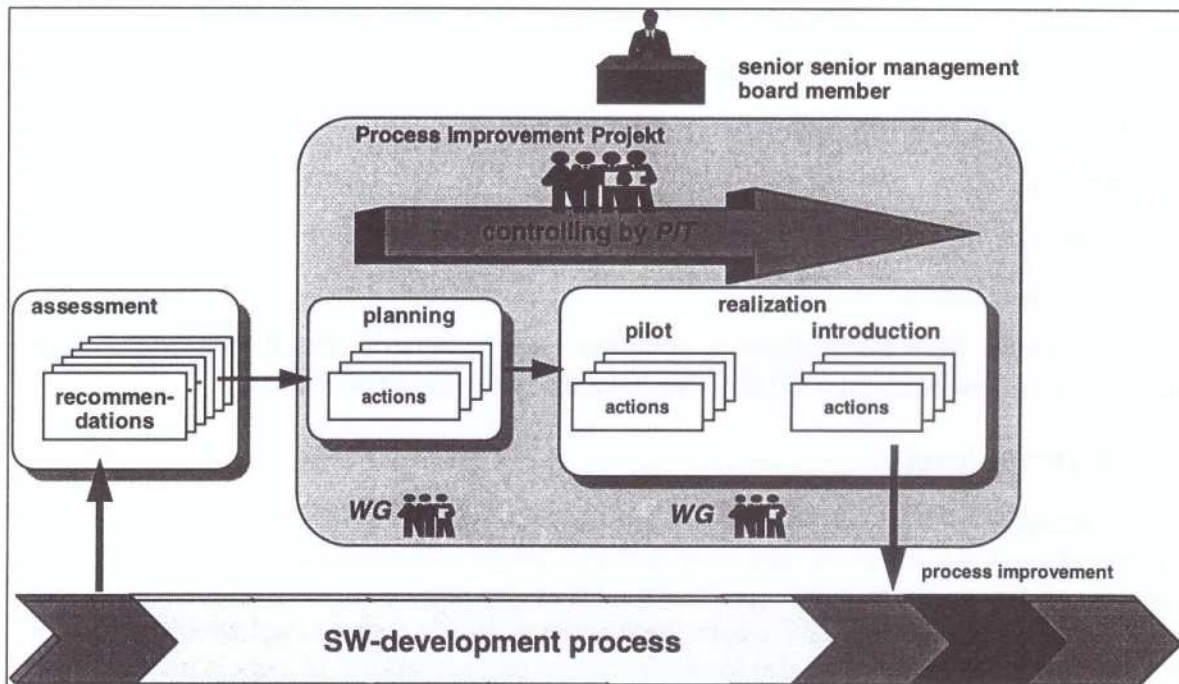 senior senior management
board member
Process Improvement Projekt
controlling by PIT
assessment
recommen-
dations
planning
actions
realization
pilot
introduction
actions
actions
WG
WG
process improvement
SW-development process